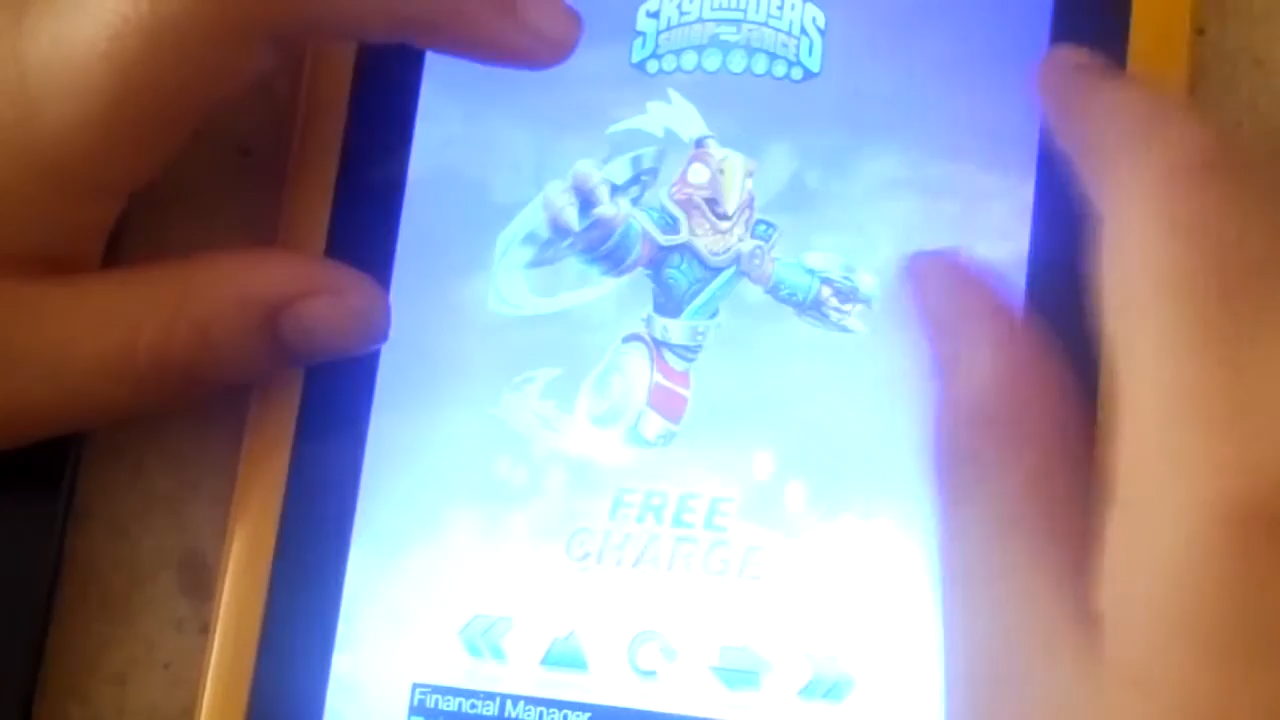 SKYLANDERS
SWAP FORCE
FREE
CHARGE
Financial Manager